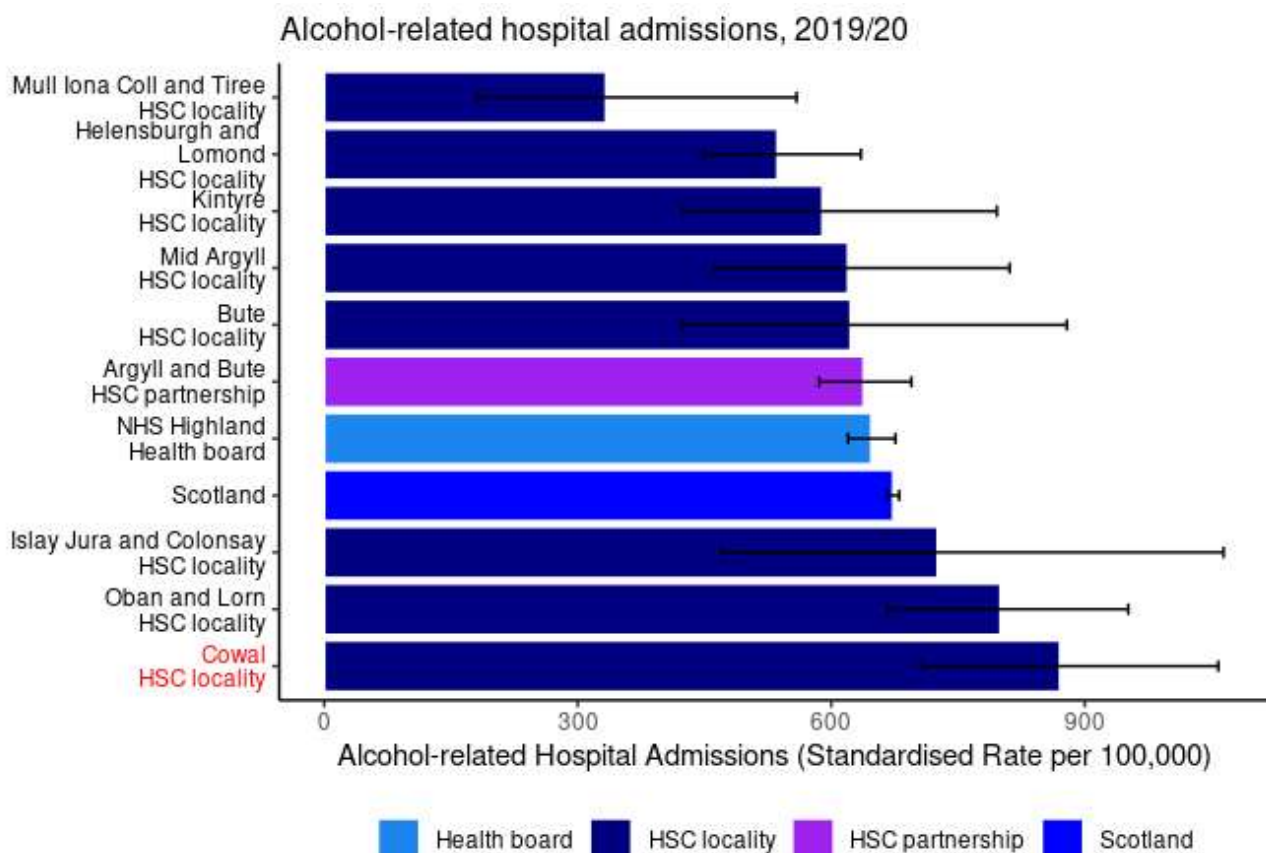 Alcohol-related hospital admissions, 2019/20
Mull Iona Coll and Tiree
HSC locality
Helensburgh and
Lomond
HSC locality
Kintyre
HSC locality
Mid Argyll
HSC locality
Bute
HSC locality
Argyll and Bute
HSC partnership
NHS Highland
Health board
Scotland
Islay Jura and Colonsay
HSC locality
Oban and Lorn
HSC locality
Cowal
HSC locality
0 300 600 900
Alcohol-related Hospital Admissions (Standardised Rate per 100,000)
Health board HSC locality HSC partnership Scotland